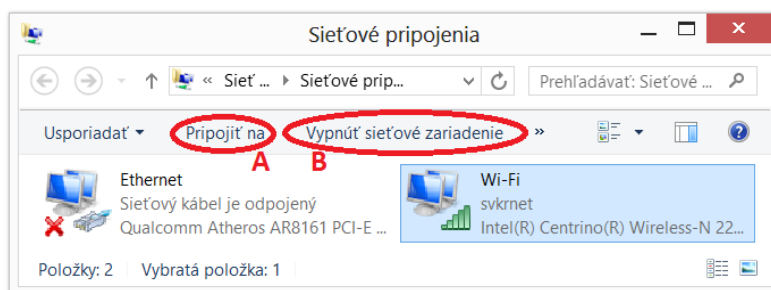 Sieťové pripojenia
« Sieť ... Sieťové prip... Prehľadávať: Sieťové ...
Usporiadať Pripojiť na Vypnúť sieťové zariadenie »
A B
Ethernet
Sieťový kábel je odpojený
Qualcomm Atheros AR8161 PCI-E ...
Wi-Fi
svkrnet
Intel(R) Centrino(R) Wireless-N 22...
Položky: 2 Vybratá položka: 1